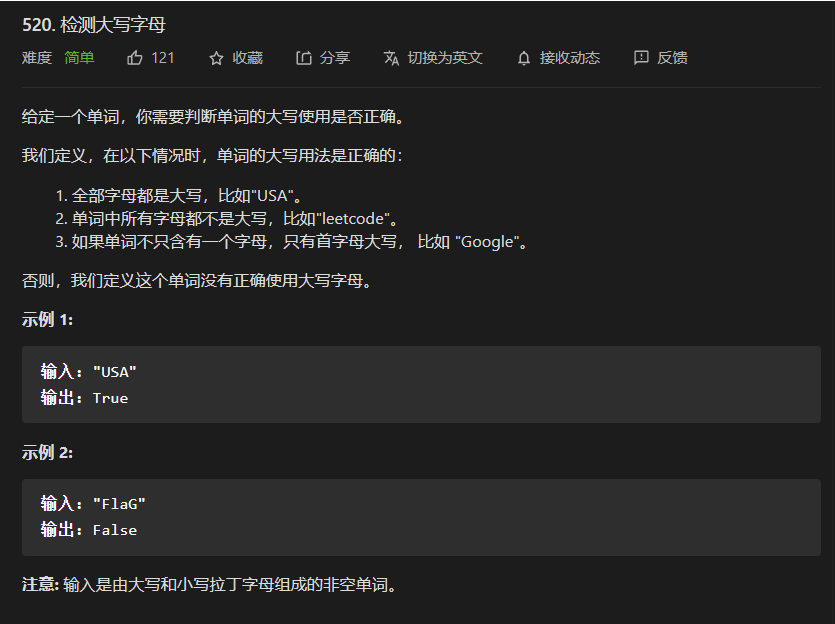 520. 检测大写字母
难度 简单 121 收藏 分享 切换为英文 接收动态 反馈
给定一个单词，你需要判断单词的大写使用是否正确。
我们定义，在以下情况时，单词的大写用法是正确的：
1. 全部字母都是大写，比如"USA"。
2. 单词中所有字母都不是大写，比如"leetcode"。
3. 如果单词不只含有一个字母，只有首字母大写， 比如 "Google"。
否则，我们定义这个单词没有正确使用大写字母。
示例 1:
输入: "USA"
输出: True
示例 2:
输入: "FlaG"
输出: False
注意: 输入是由大写和小写拉丁字母组成的非空单词。